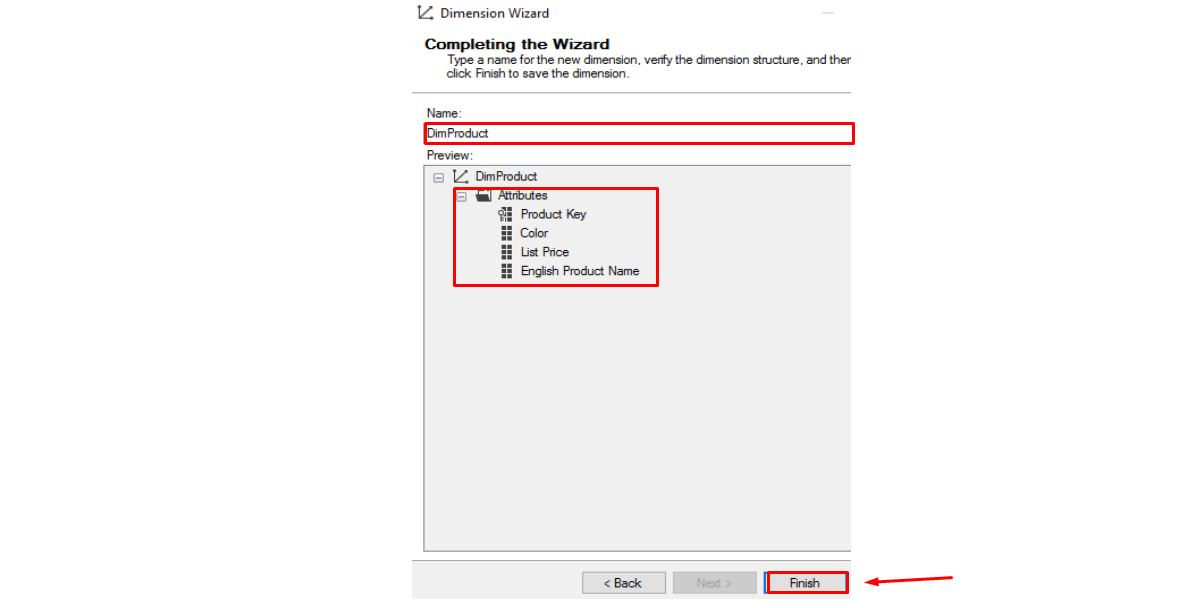 Dimension Wizard
Completing the Wizard
Type a name for the new dimension, verify the dimension structure, and then
click Finish to save the dimension.
Name:
DimProduct
Preview:
DimProduct
Attributes
Product Key
Color
List Price
English Product Name
< Back
Next >
Finish